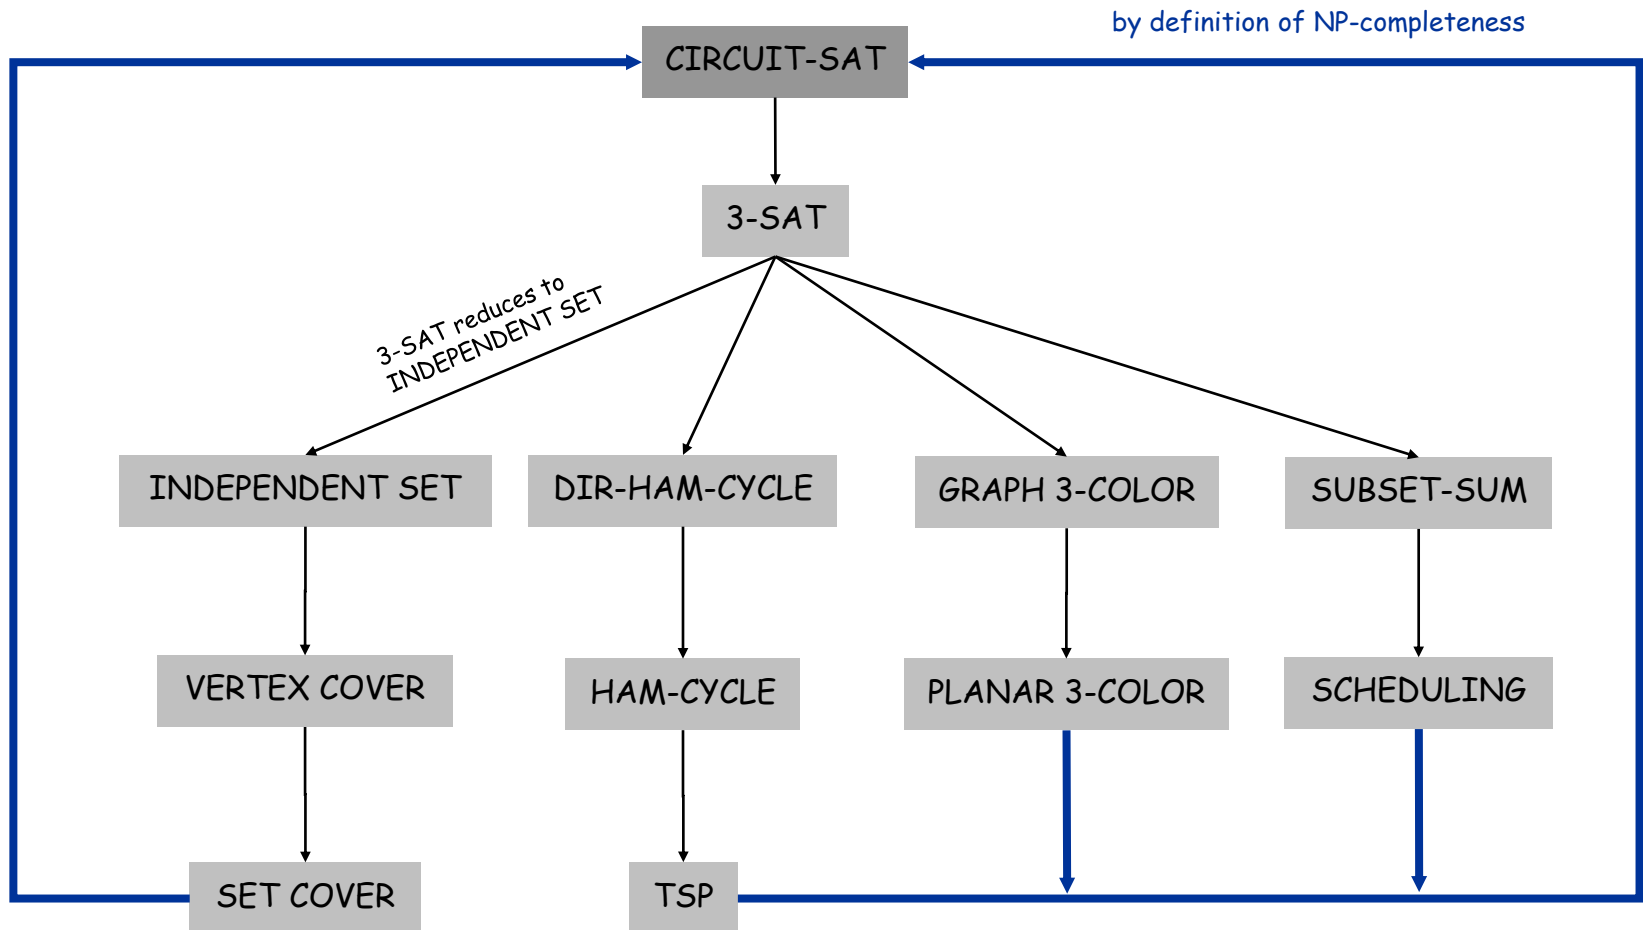 by definition of NP-completeness
CIRCUIT-SAT
3-SAT
3-SAT reduces to
INDEPENDENT SET
INDEPENDENT SET
DIR-HAM-CYCLE
GRAPH 3-COLOR
SUBSET-SUM
VERTEX COVER
HAM-CYCLE
PLANAR 3-COLOR
SCHEDULING
SET COVER
TSP